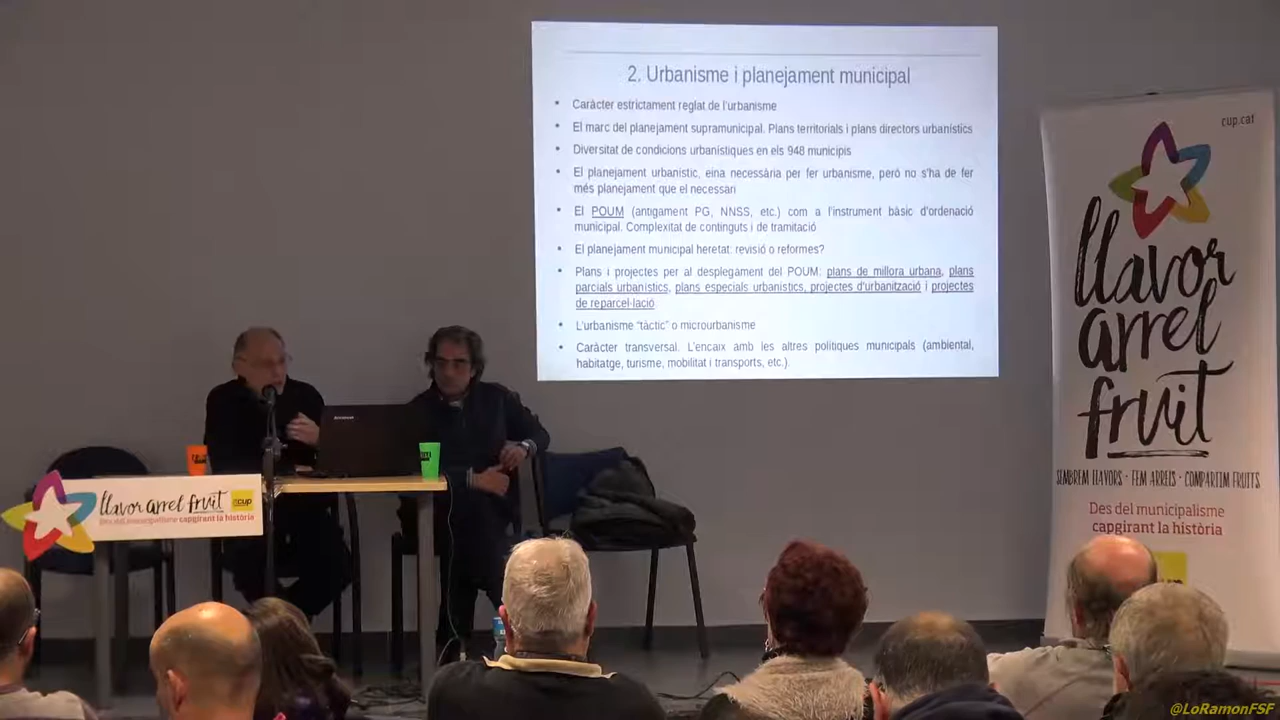 2. Urbanisme i planejament municipal
• Caràcter estrictament reglat de l'urbanisme
• El marc del planejament supramunicipal. Plans territorials i plans directors urbanístics
• Diversitat de condicions urbanístiques en els 948 municipis
• El planejament urbanístic, eina necessària per fer urbanisme, però no s'ha de fer
més planejament que el necessari
• El POUM (antigament PG, NNSS, etc.) com a l'instrument bàsic d'ordenació
municipal. Complexitat de continguts i de tramitació
• El planejament municipal heretat: revisió o reformes?
• Plans i projectes per al desplegament del POUM: plans de millora urbana, plans
parcials urbanístics, plans especials urbanístics, projectes d'urbanització i projectes
de reparcel·lació
• L'urbanisme "tàctic" o microurbanisme
• Caràcter transversal. L'encaix amb les altres polítiques municipals (ambiental,
habitatge, turisme, mobilitat i transports, etc.).
cup.cat
llavor
arrel
fruit
SEMBREM LLAVORS · FEM ARRELS · COMPARTIM FRUITS
Des del municipalisme
capgirant la història
llavor arrel fruit
cup
Des del municipalisme capgirant la història
@LoRamonFSF